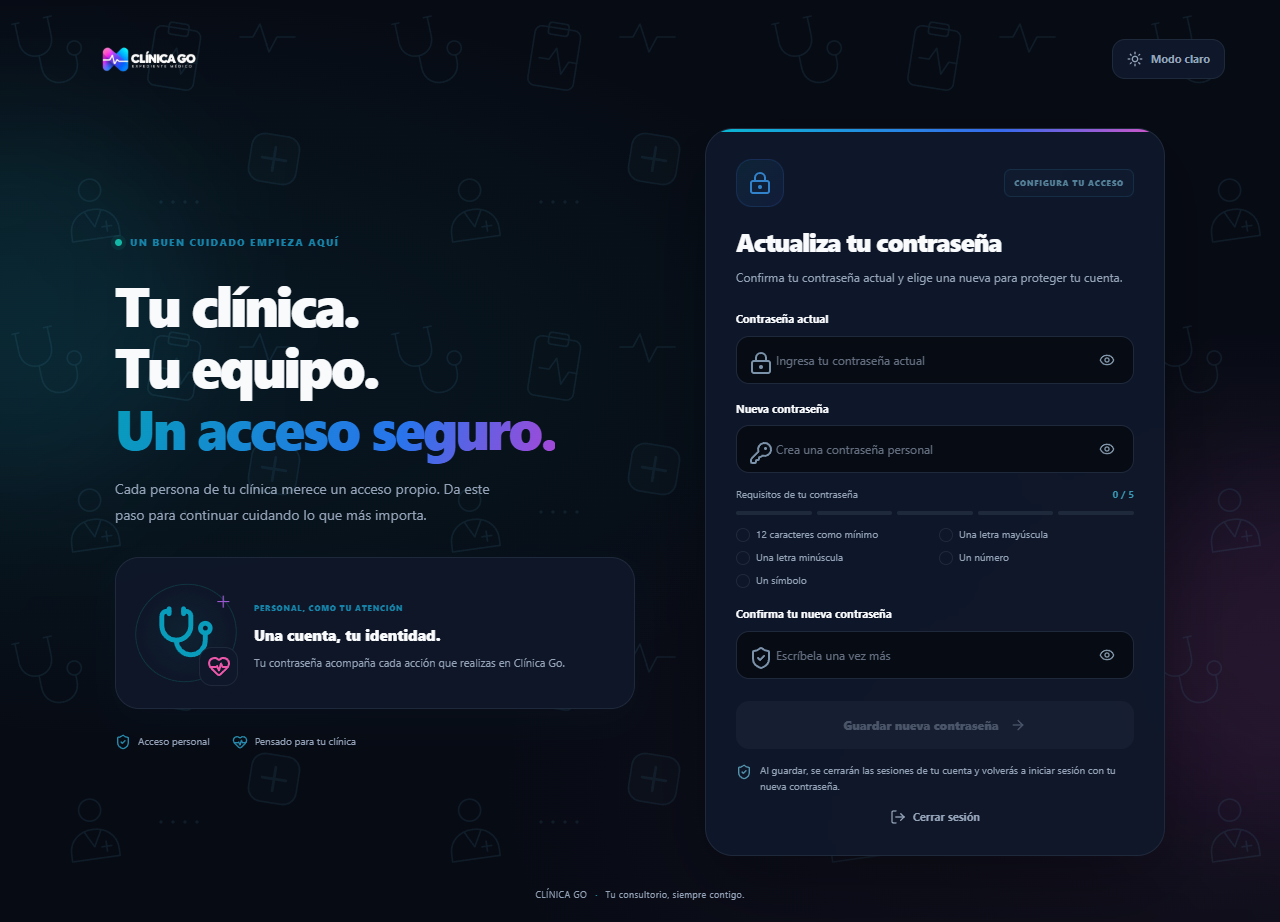 CLÍNICA GO
EXPEDIENTE MÉDICO
Modo claro
UN BUEN CUIDADO EMPIEZA AQUÍ
Tu clínica.
Tu equipo.
Un acceso seguro.
Cada persona de tu clínica merece un acceso propio. Da este
paso para continuar cuidando lo que más importa.
PERSONAL, COMO TU ATENCIÓN
Una cuenta, tu identidad.
Tu contraseña acompaña cada acción que realizas en Clínica Go.
Acceso personal
Pensado para tu clínica
CONFIGURA TU ACCESO
Actualiza tu contraseña
Confirma tu contraseña actual y elige una nueva para proteger tu cuenta.
Contraseña actual
Ingresa tu contraseña actual
Nueva contraseña
Crea una contraseña personal
Requisitos de tu contraseña 0 / 5
12 caracteres como mínimo
Una letra mayúscula
Una letra minúscula
Un número
Un símbolo
Confirma tu nueva contraseña
Escríbela una vez más
Guardar nueva contraseña
Al guardar, se cerrarán las sesiones de tu cuenta y volverás a iniciar sesión con tu
nueva contraseña.
Cerrar sesión
CLÍNICA GO · Tu consultorio, siempre contigo.